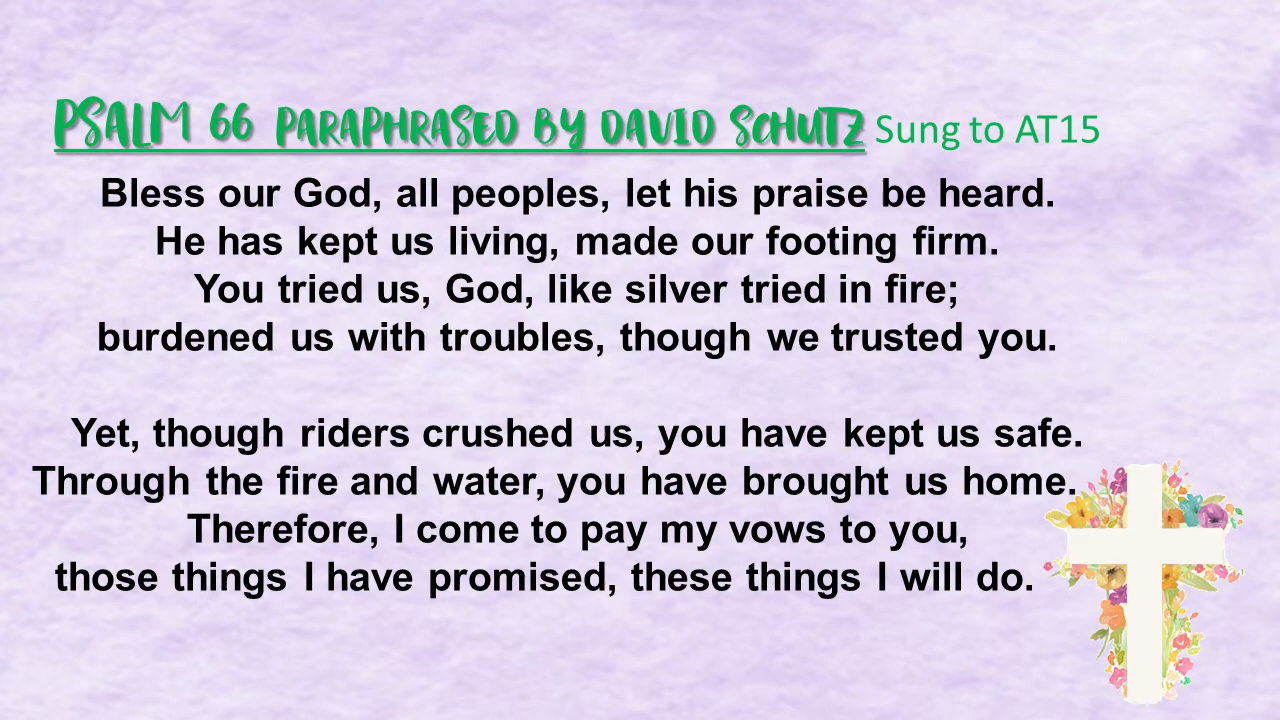 PSALM 66 PARAPHRASED BY DAVID SCHUTZ Sung to AT15
Bless our God, all peoples, let his praise be heard.
He has kept us living, made our footing firm.
You tried us, God, like silver tried in fire;
burdened us with troubles, though we trusted you.
Yet, though riders crushed us, you have kept us safe.
Through the fire and water, you have brought us home.
Therefore, I come to pay my vows to you,
those things I have promised, these things I will do.